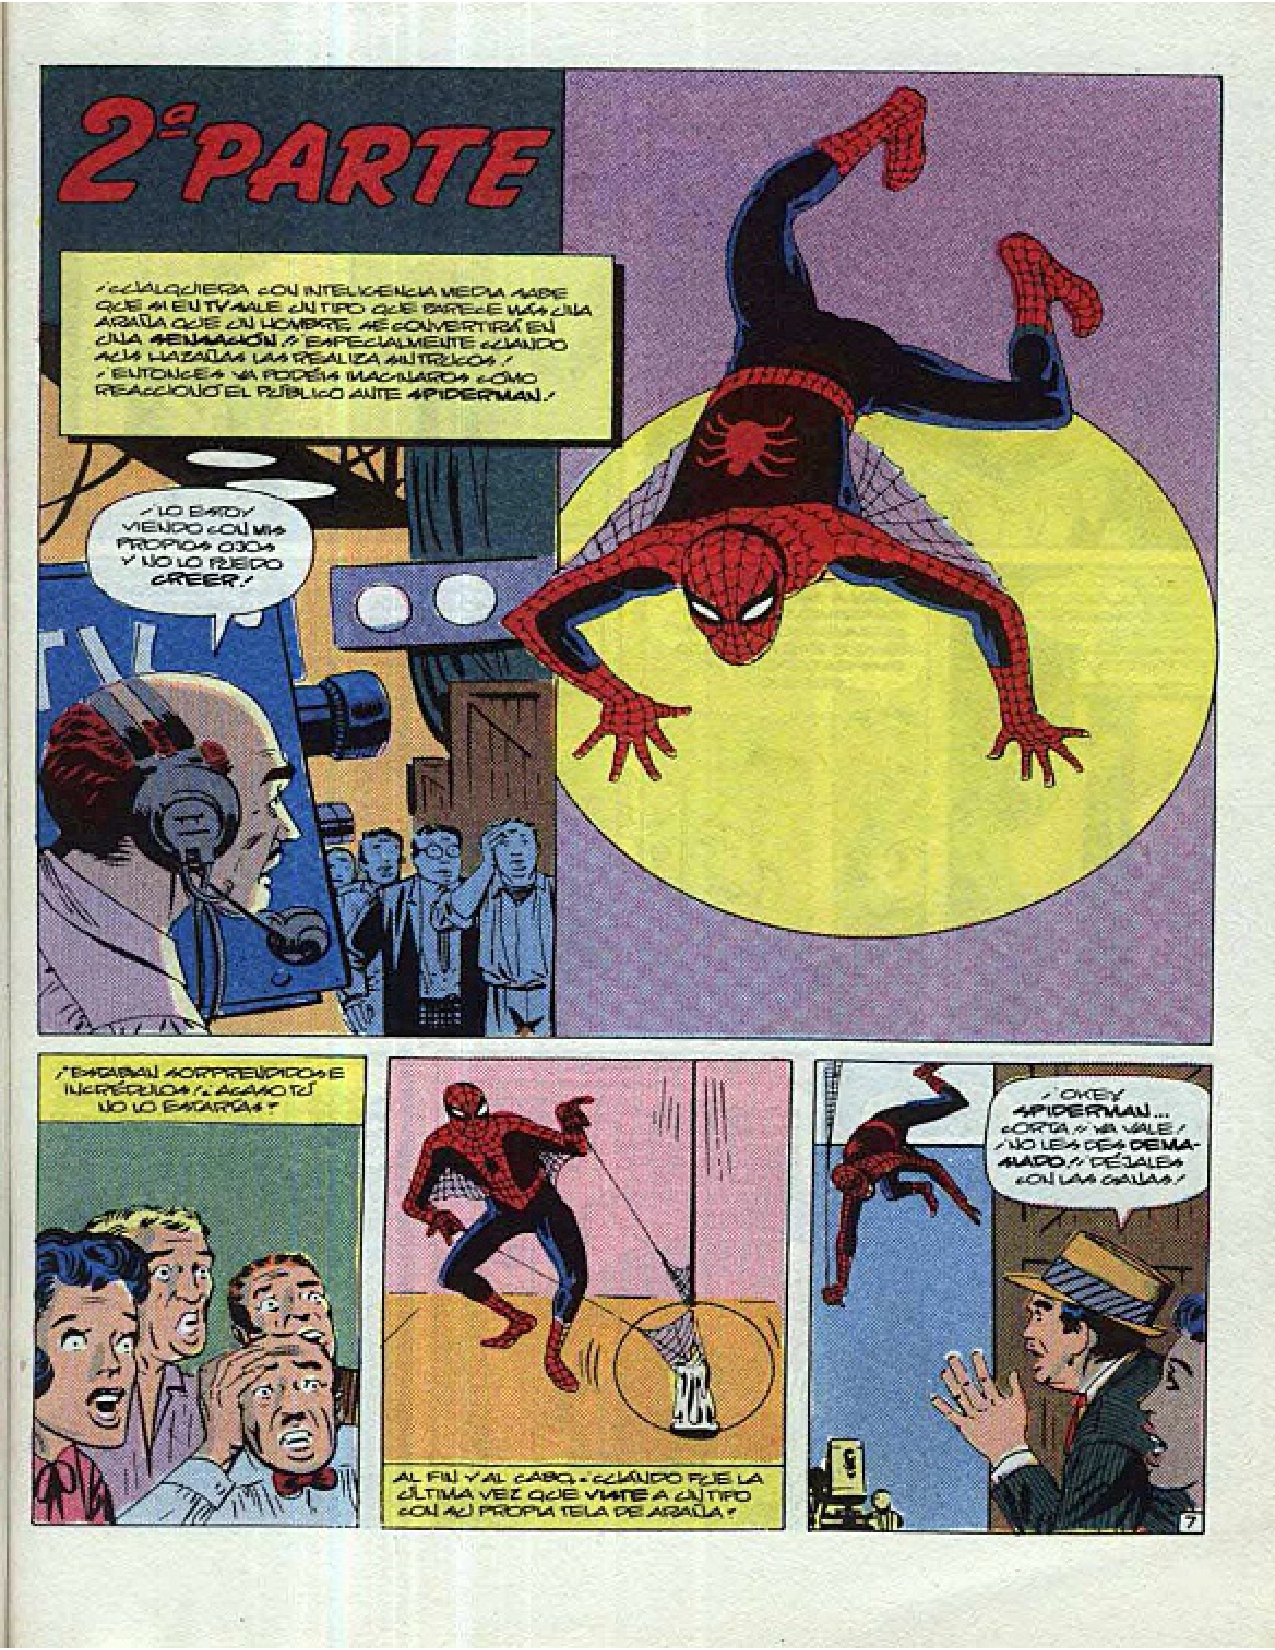 2ª PARTE
¡CUALQUIERA CON INTELIGENCIA MEDIA SABE
QUE SI EN TV SALE UN TIPO QUE PARECE MÁS UNA
ARAÑA QUE UN HOMBRE SE CONVERTIRÁ EN
UNA SENSACIÓN!! ESPECIALMENTE CUANDO
SUS HAZAÑAS LAS REALIZA SIN TRUCOS!
¡ENTONCES YA PODÉIS IMAGINAROS CÓMO
REACCIONÓ EL PÚBLICO ANTE SPIDERMAN!
¡LO ESTOY
VIENDO CON MIS
PROPIOS OJOS
Y NO LO PUEDO
CREER!
TV
¡ESTABAN SORPRENDIDOS E
INCRÉDULOS! ¿ACASO TÚ
NO LO ESTARÍAS?
AL FIN Y AL CABO, ¿CUÁNDO FUE LA
ÚLTIMA VEZ QUE VISTE A UN TIPO
CON SU PROPIA TELA DE ARAÑA?
¡OKEY
SPIDERMAN...
CORTA!! YA VALE!
¡NO LES DES DEMA-
SIADO!! DÉJALES
CON LAS GANAS!
7